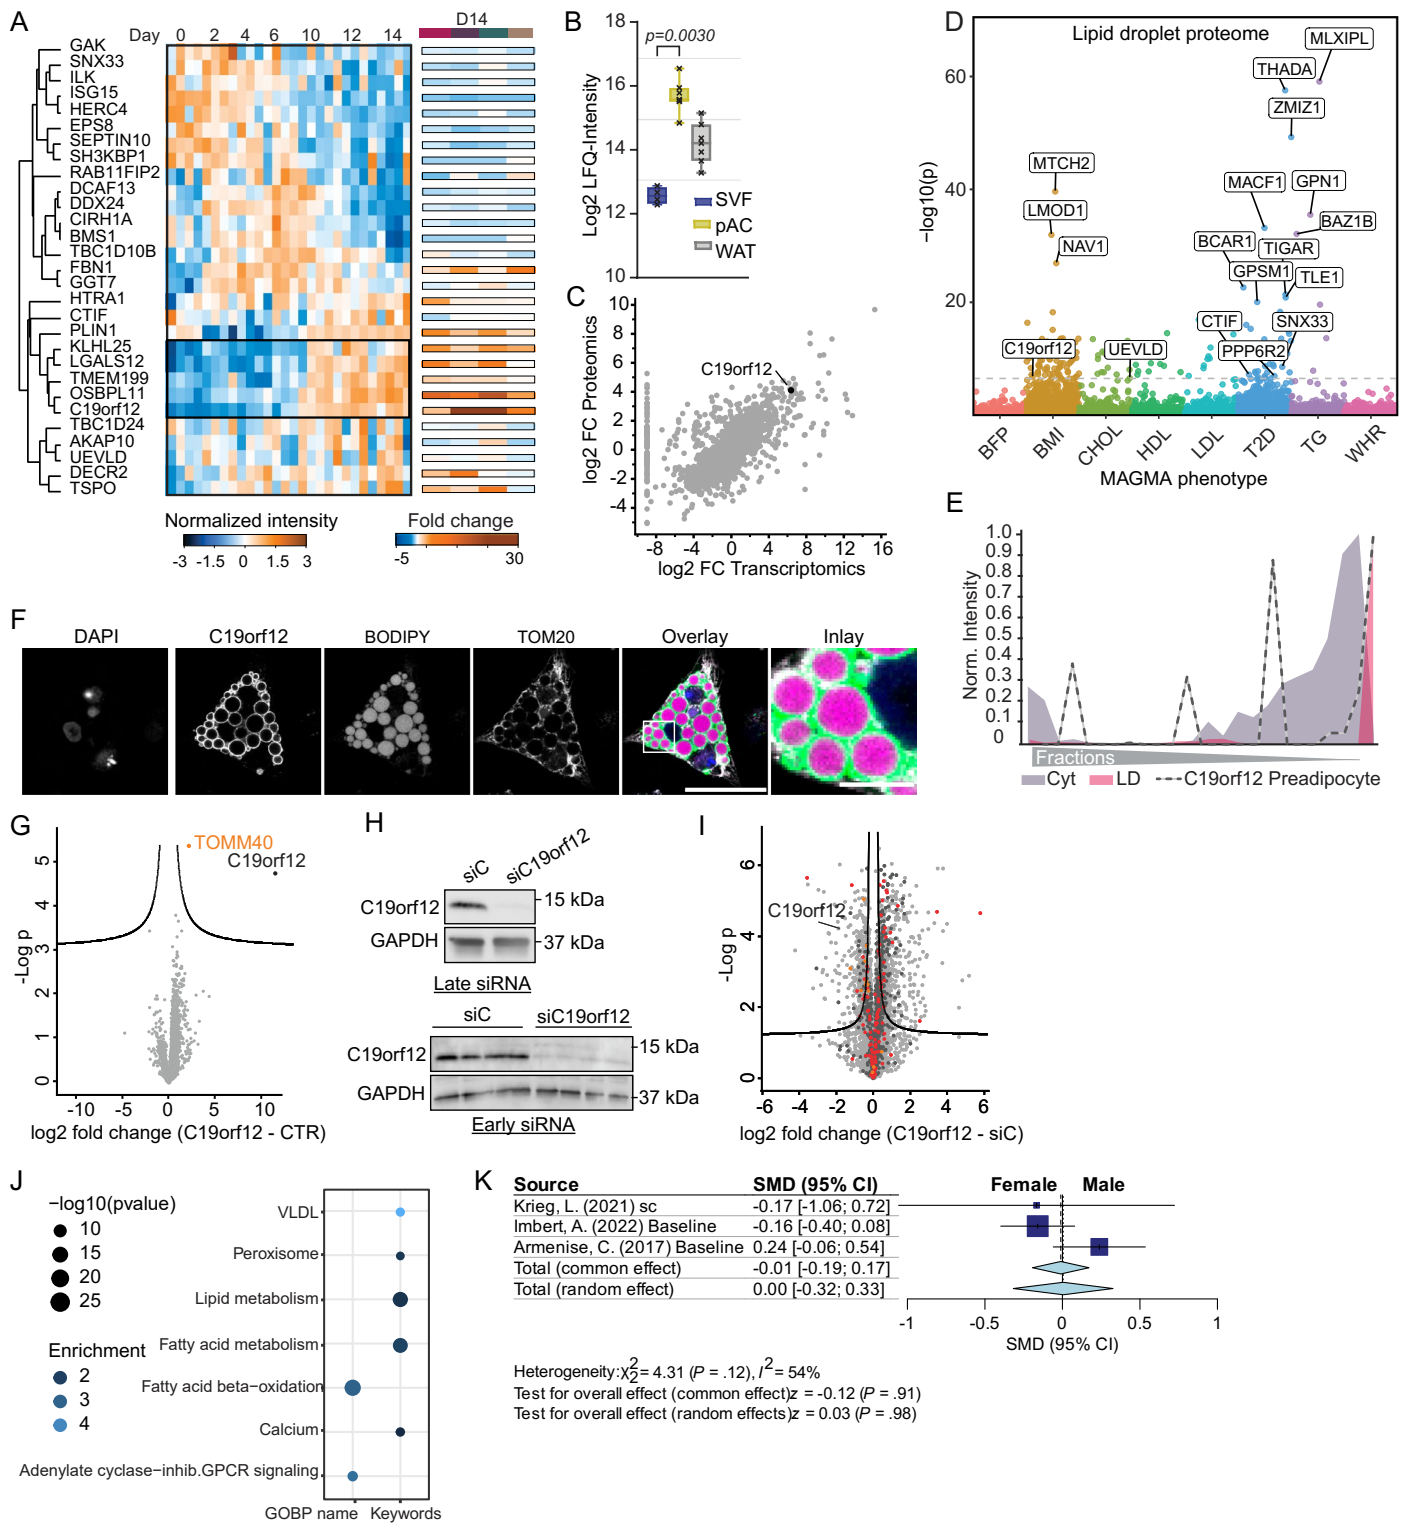 A
Day 0 2 4 6 10 12 14
D14
GAK
SNX33
ILK
ISG15
HERC4
EPS8
SEPTIN10
SH3KBP1
RAB11FIP2
DCAF13
DDX24
CIRH1A
BMS1
TBC1D10B
FBN1
GGT7
HTRA1
CTIF
PLIN1
KLHL25
LGALS12
TMEM199
OSBPL11
C19orf12
TBC1D24
AKAP10
UEVLD
DECR2
TSPO
Normalized intensity
-3 -1.5 0 1.5 3
Fold change
-5 30
B
Log2 LFQ-Intensity
18
16
14
12
10
p=0.0030
SVF
pAC
WAT
C
log2 FC Proteomics
10
8
6
4
2
0
-2
-4
C19orf12
-8 -4 0 4 8 12 16
log2 FC Transcriptomics
D
Lipid droplet proteome
−log10(p)
60
40
20
MLXIPL
THADA
ZMIZ1
MTCH2
MACF1
GPN1
LMOD1
BAZ1B
NAV1
BCAR1
TIGAR
GPSM1
TLE1
CTIF
SNX33
C19orf12
UEVLD
PPP6R2
BFP BMI CHOL HDL LDL T2D TG WHR
MAGMA phenotype
E
Norm. Intensity
1.0
0.9
0.8
0.7
0.6
0.5
0.4
0.3
0.2
0.1
0
Fractions
Cyt LD C19orf12 Preadipocyte
F
DAPI C19orf12 BODIPY TOM20 Overlay Inlay
G
-Log p
5
4
3
2
1
0
TOMM40
C19orf12
-10 -5 0 5 10
log2 fold change (C19orf12 - CTR)
H
siC siC19orf12
C19orf12 15 kDa
GAPDH 37 kDa
Late siRNA
siC siC19orf12
C19orf12 15 kDa
GAPDH 37 kDa
Early siRNA
I
-Log p
6
4
2
0
C19orf12
-6 -4 -2 0 2 4 6
log2 fold change (C19orf12 - siC)
J
−log10(pvalue)
10
15
20
25
Enrichment
2
3
4
VLDL
Peroxisome
Lipid metabolism
Fatty acid metabolism
Fatty acid beta−oxidation
Calcium
Adenylate cyclase−inhib.GPCR signaling
GOBP name Keywords
K
Source SMD (95% CI) Female Male
Krieg, L. (2021) sc -0.17 [-1.06; 0.72]
Imbert, A. (2022) Baseline -0.16 [-0.40; 0.08]
Armenise, C. (2017) Baseline 0.24 [-0.06; 0.54]
Total (common effect) -0.01 [-0.19; 0.17]
Total (random effect) 0.00 [-0.32; 0.33]
-1 -0.5 0 0.5 1
SMD (95% CI)
Heterogeneity:χ²₂= 4.31 (P = .12), I²= 54%
Test for overall effect (common effect)z = -0.12 (P = .91)
Test for overall effect (random effects)z = 0.03 (P = .98)